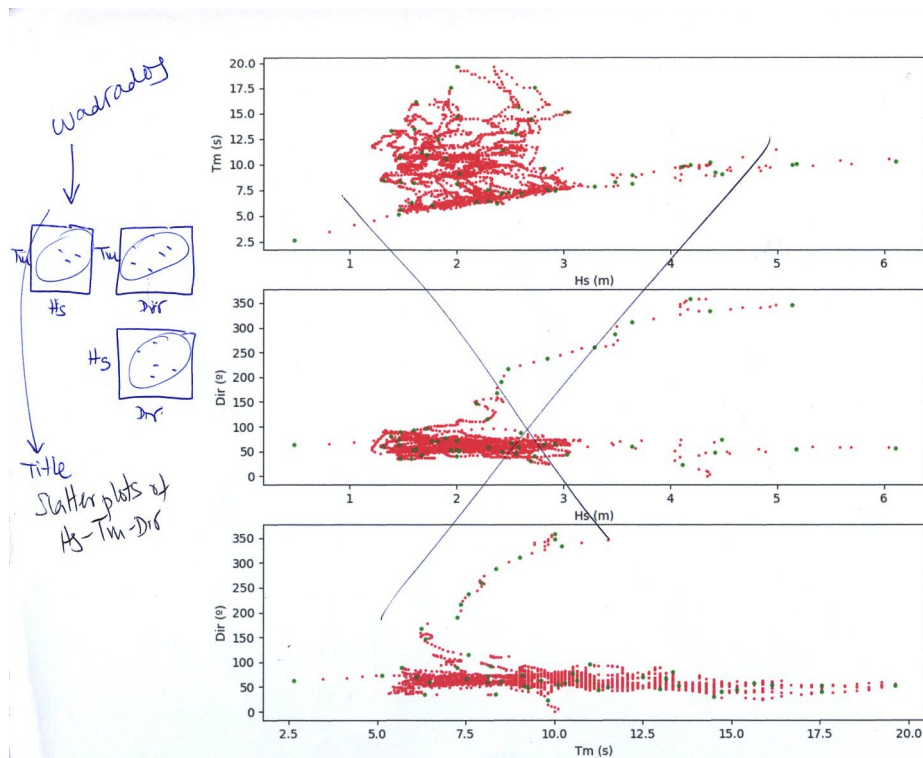 cuadrados
Tm
Hs
Tm
Dir
Hs
Dir.
Title
Scatter plots of
Hs-Tm-Dir
20.0
17.5
15.0
12.5
10.0
7.5
5.0
2.5
Tm (s)
1 2 3 4 5 6
Hs (m)
350
300
250
200
150
100
50
0
Dir (º)
1 2 3 4 5 6
Hs (m)
350
300
250
200
150
100
50
0
Dir (º)
2.5 5.0 7.5 10.0 12.5 15.0 17.5 20.0
Tm (s)